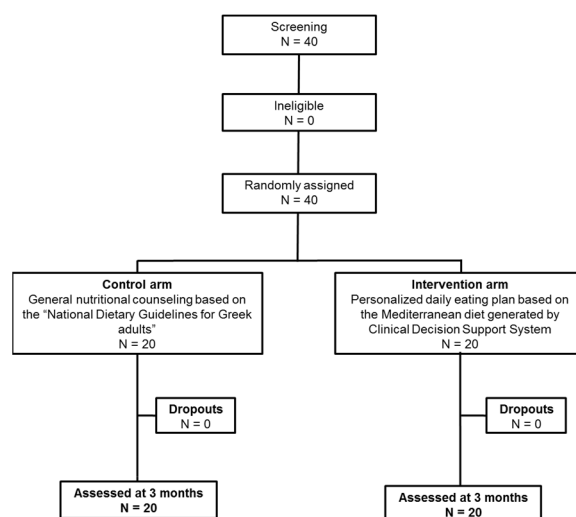 Screening
N = 40
Ineligible
N = 0
Randomly assigned
N = 40
Control arm
General nutritional counseling based on
the “National Dietary Guidelines for Greek
adults”
N = 20
Intervention arm
Personalized daily eating plan based on
the Mediterranean diet generated by
Clinical Decision Support System
N = 20
Dropouts
N = 0
Dropouts
N = 0
Assessed at 3 months
N = 20
Assessed at 3 months
N = 20